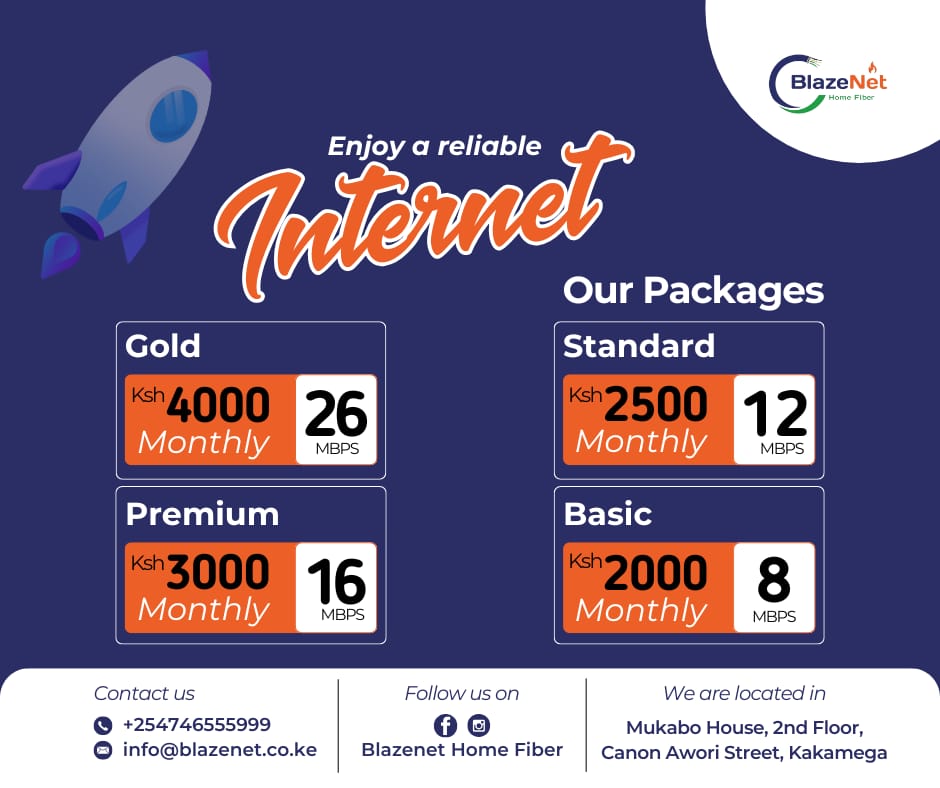 BlazeNet
Home Fiber
Enjoy a reliable
Internet
Our Packages
Gold
Ksh 4000
Monthly
26
MBPS
Standard
Ksh 2500
Monthly
12
MBPS
Premium
Ksh 3000
Monthly
16
MBPS
Basic
Ksh 2000
Monthly
8
MBPS
Contact us
+254746555999
info@blazenet.co.ke
Follow us on
Blazenet Home Fiber
We are located in
Mukabo House, 2nd Floor,
Canon Awori Street, Kakamega